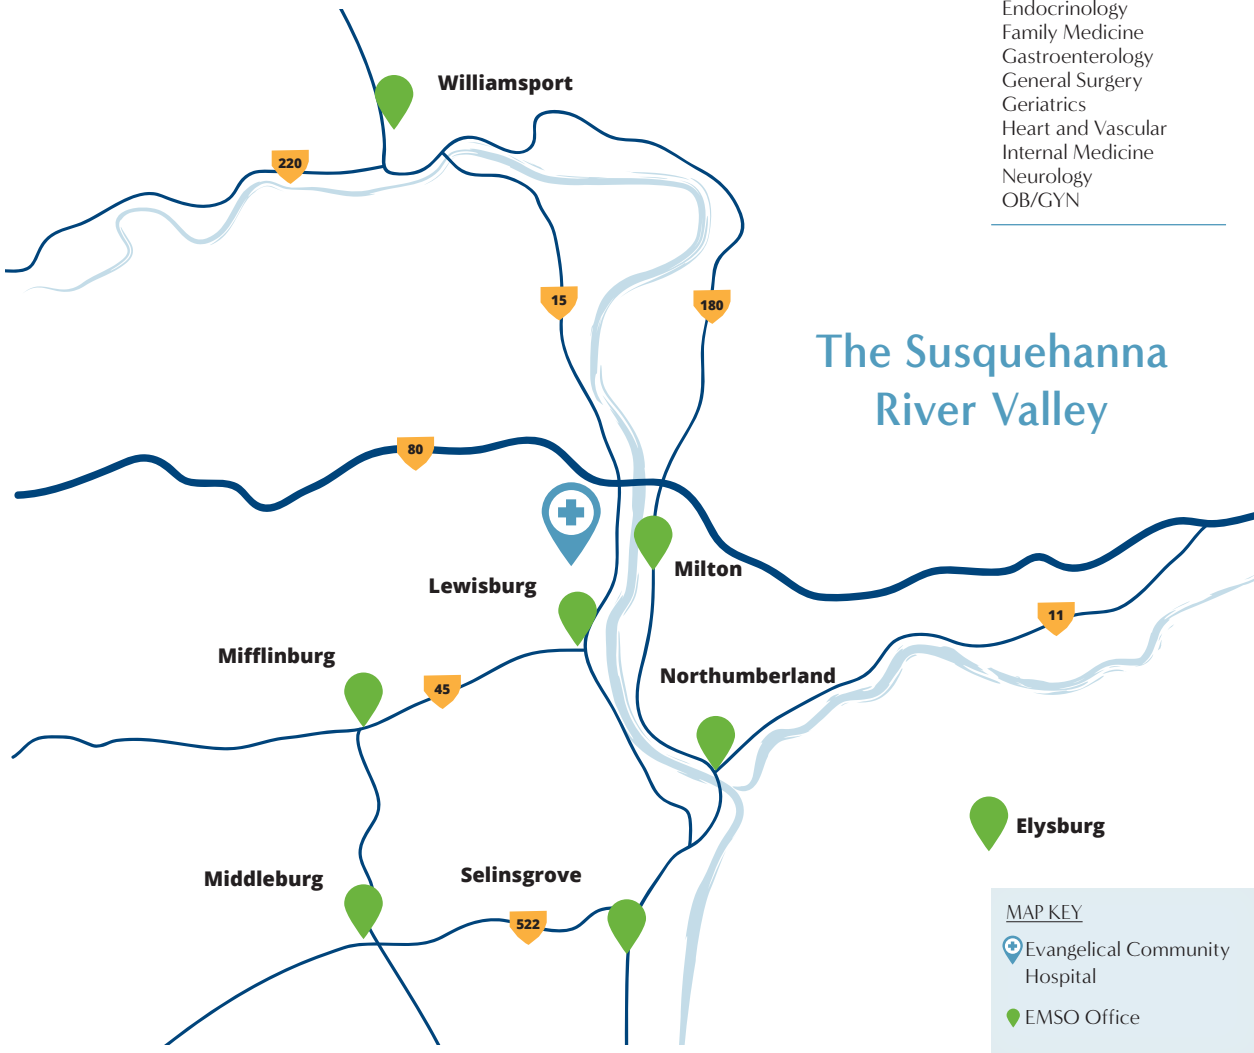 Endocrinology
Family Medicine
Gastroenterology
General Surgery
Geriatrics
Heart and Vascular
Internal Medicine
Neurology
OB/GYN
Williamsport
220
15
180
The Susquehanna
River Valley
80
Milton
Lewisburg
11
Mifflinburg
Northumberland
45
Elysburg
Middleburg
Selinsgrove
522
MAP KEY
Evangelical Community
Hospital
EMSO Office